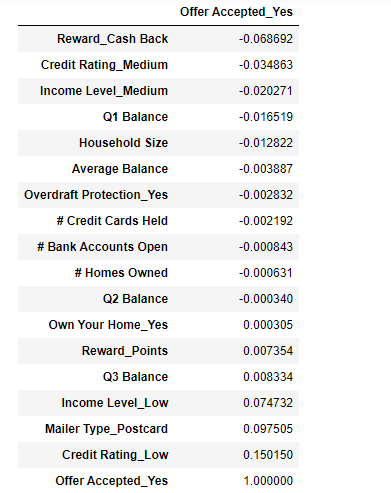 Offer Accepted_Yes
Reward_Cash Back -0.068692
Credit Rating_Medium -0.034863
Income Level_Medium -0.020271
Q1 Balance -0.016519
Household Size -0.012822
Average Balance -0.003887
Overdraft Protection_Yes -0.002832
# Credit Cards Held -0.002192
# Bank Accounts Open -0.000843
# Homes Owned -0.000631
Q2 Balance -0.000340
Own Your Home_Yes 0.000305
Reward_Points 0.007354
Q3 Balance 0.008334
Income Level_Low 0.074732
Mailer Type_Postcard 0.097505
Credit Rating_Low 0.150150
Offer Accepted_Yes 1.000000